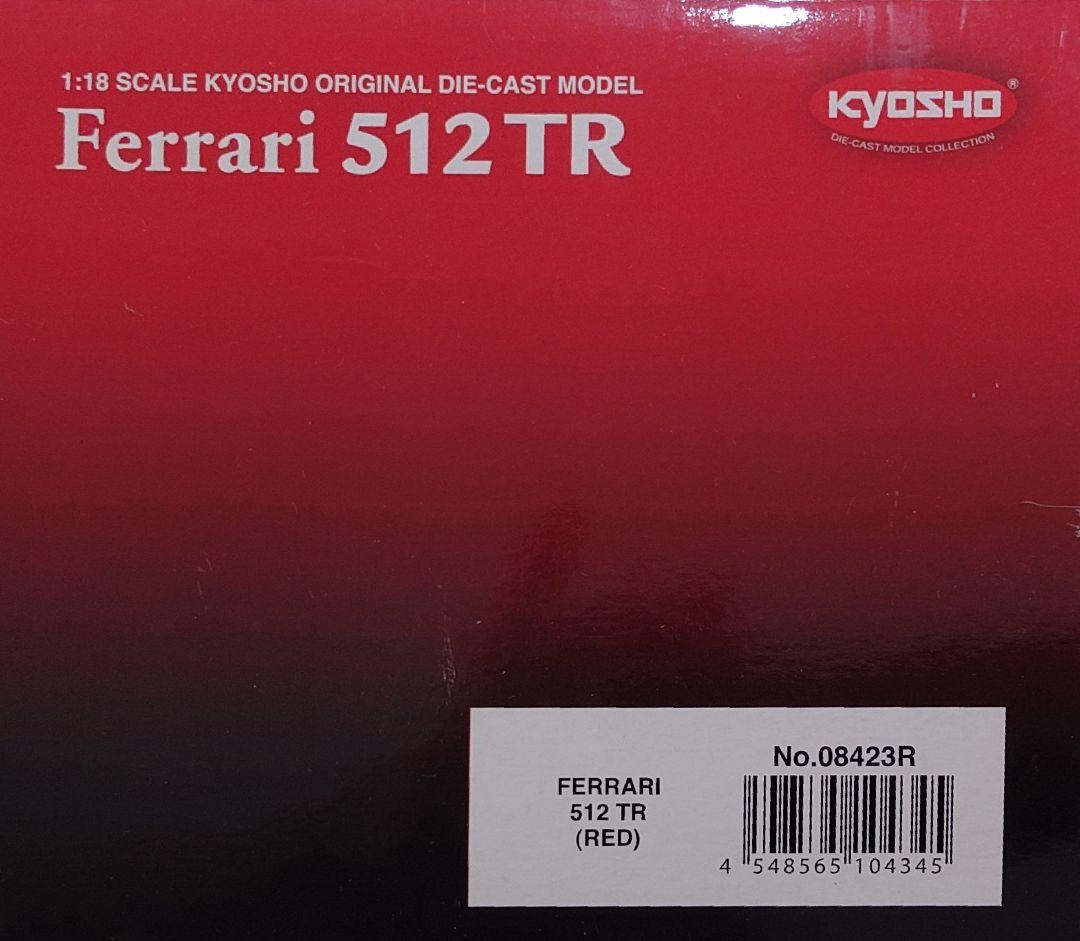 1:18 SCALE KYOSHO ORIGINAL DIE-CAST MODEL
Ferrari 512 TR
KYOSHO ®
DIE-CAST MODEL COLLECTION
No.08423R
FERRARI
512 TR
(RED)
4 548565 104345